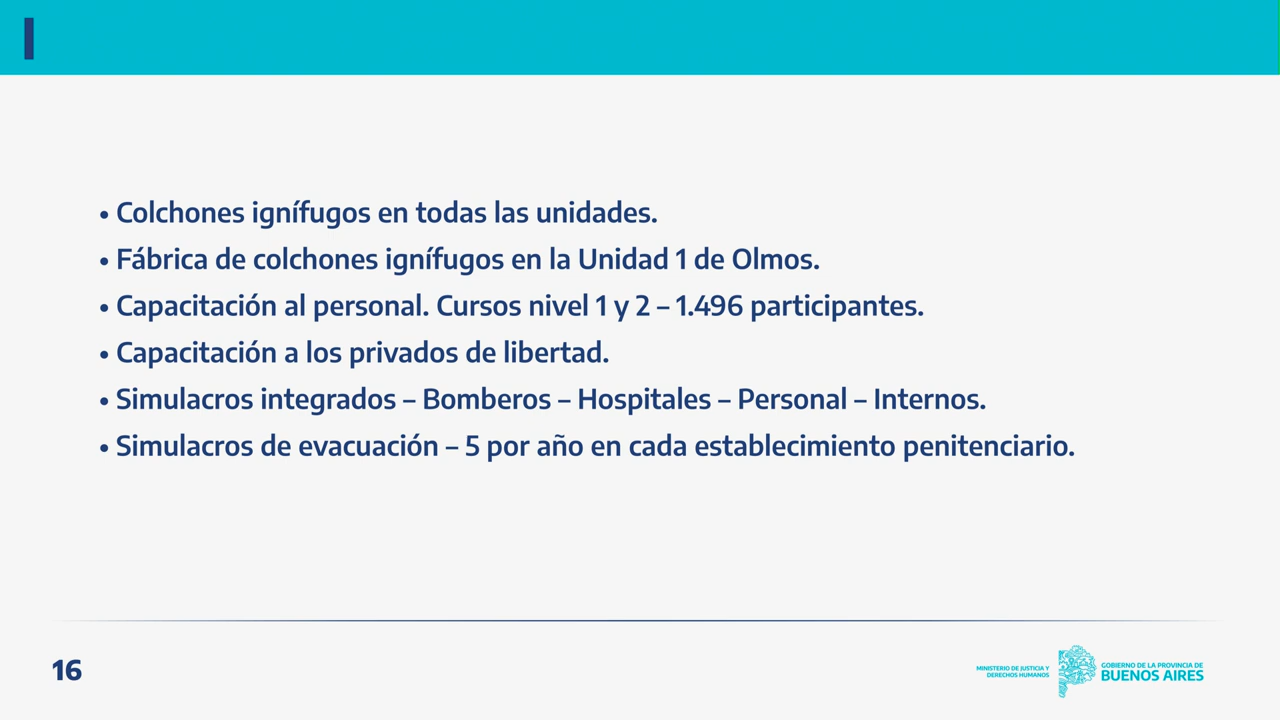 • Colchones ignífugos en todas las unidades.
• Fábrica de colchones ignífugos en la Unidad 1 de Olmos.
• Capacitación al personal. Cursos nivel 1 y 2 – 1.496 participantes.
• Capacitación a los privados de libertad.
• Simulacros integrados – Bomberos – Hospitales – Personal – Internos.
• Simulacros de evacuación – 5 por año en cada establecimiento penitenciario.
16
MINISTERIO DE JUSTICIA Y
DERECHOS HUMANOS
GOBIERNO DE LA PROVINCIA DE
BUENOS AIRES